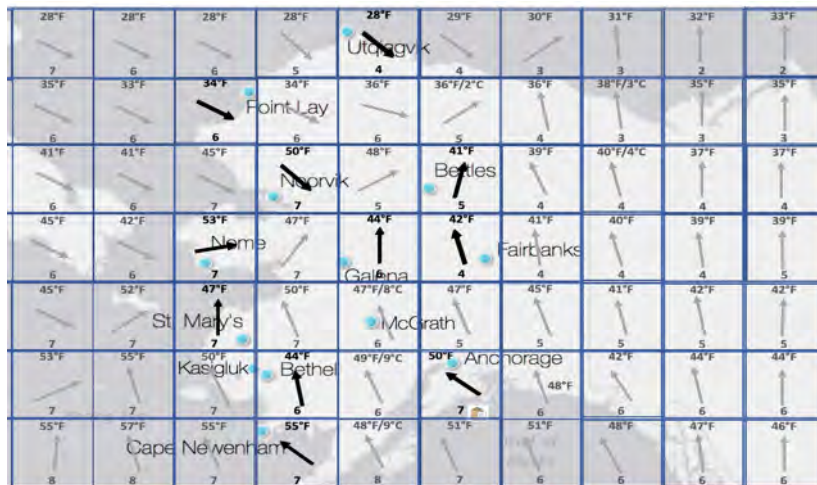 28°F 28°F 28°F 28°F 28°F 29°F 30°F 31°F 32°F 33°F
Utqiaġvik
7 6 6 5 4 4 3 3 2 2
35°F 33°F 34°F 34°F 36°F 36°F/2°C 36°F 38°F/3°C 35°F 35°F
Point Lay
6 6 6 6 6 5 4 3 3 3
41°F 41°F 45°F 50°F 48°F 41°F 39°F 40°F/4°C 37°F 37°F
Noorvik Bettles
6 6 7 7 5 5 4 4 4 4
45°F 42°F 53°F 47°F 44°F 42°F 41°F 40°F 39°F 39°F
Nome Fairbanks
Galena
6 6 7 7 6 4 4 4 4 5
45°F 52°F 47°F 50°F 47°F/8°C 47°F 45°F 41°F 42°F 42°F
St. Mary's McGrath
7 7 7 7 7 5 5 5 5 5
53°F 55°F 50°F 44°F 49°F/9°C 50°F Anchorage 42°F 44°F 44°F
Kasigluk Bethel
48°F
7 7 7 6 6 7 6 6 6 6
55°F 57°F 55°F 55°F 48°F/9°C 51°F 51°F 48°F 47°F 46°F
Cape Newenham
8 8 7 7 8 7 6 6 6 6